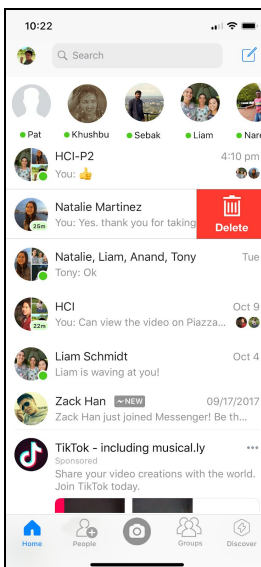 10:22
Search
Pat Khushbu Sebak Liam Nare
HCI-P2 4:10 pm
You: 👍
Natalie Martinez
25m You: Yes. thank you for taking
Delete
Natalie, Liam, Anand, Tony Tue
Tony: Ok
HCI Oct 9
22m You: Can view the video on Piazza...
Liam Schmidt Oct 4
Liam is waving at you!
Zack Han NEW 09/17/2017
Zack Han just joined Messenger! Be th...
TikTok - including musical.ly
Sponsored
Share your video creations with the world.
Join TikTok today.
Home People Groups Discover